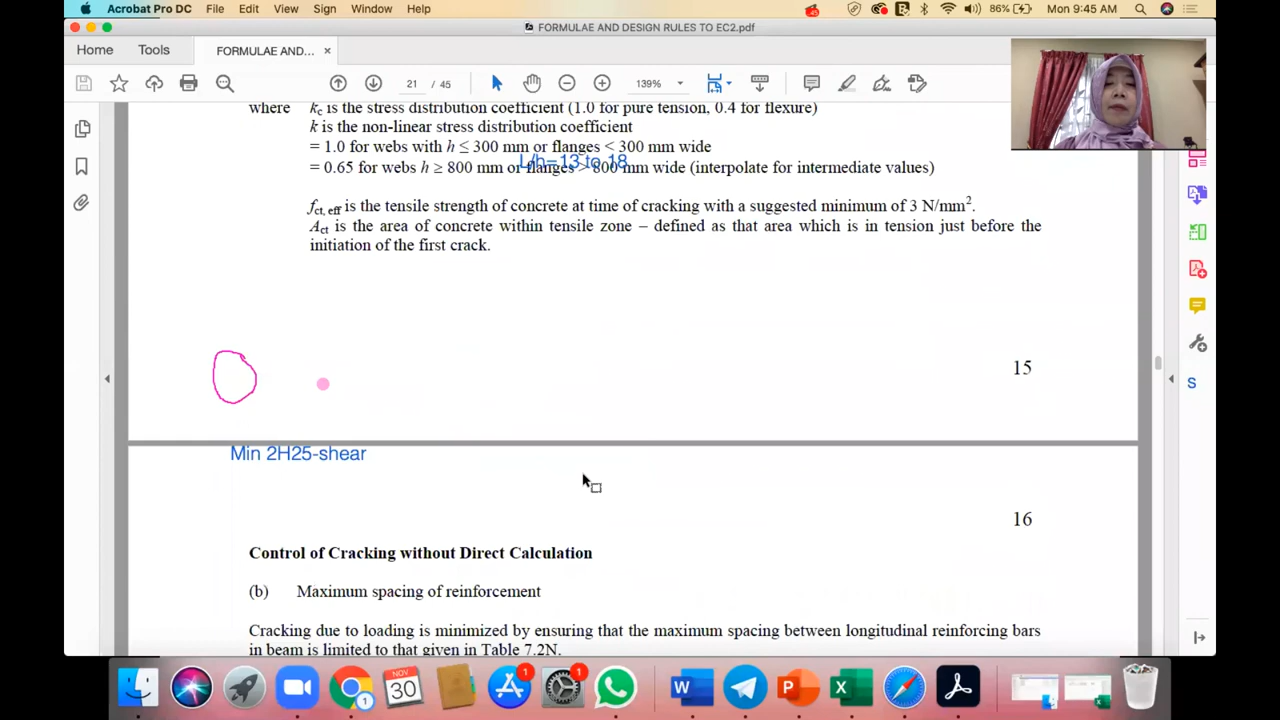 Acrobat Pro DC File Edit View Sign Window Help 86% Mon 9:45 AM
FORMULAE AND DESIGN RULES TO EC2.pdf
Home Tools FORMULAE AND... ×
21 / 45 139%
where kc is the stress distribution coefficient (1.0 for pure tension, 0.4 for flexure)
k is the non-linear stress distribution coefficient
= 1.0 for webs with h ≤ 300 mm or flanges < 300 mm wide
L/h=13 to 18
= 0.65 for webs h ≥ 800 mm or flanges > 800 mm wide (interpolate for intermediate values)
fct, eff is the tensile strength of concrete at time of cracking with a suggested minimum of 3 N/mm2.
Act is the area of concrete within tensile zone – defined as that area which is in tension just before the
initiation of the first crack.
15
Min 2H25-shear
16
Control of Cracking without Direct Calculation
(b) Maximum spacing of reinforcement
Cracking due to loading is minimized by ensuring that the maximum spacing between longitudinal reinforcing bars
in beam is limited to that given in Table 7.2N.
S
NOV
30
1
1
1
W
P
X